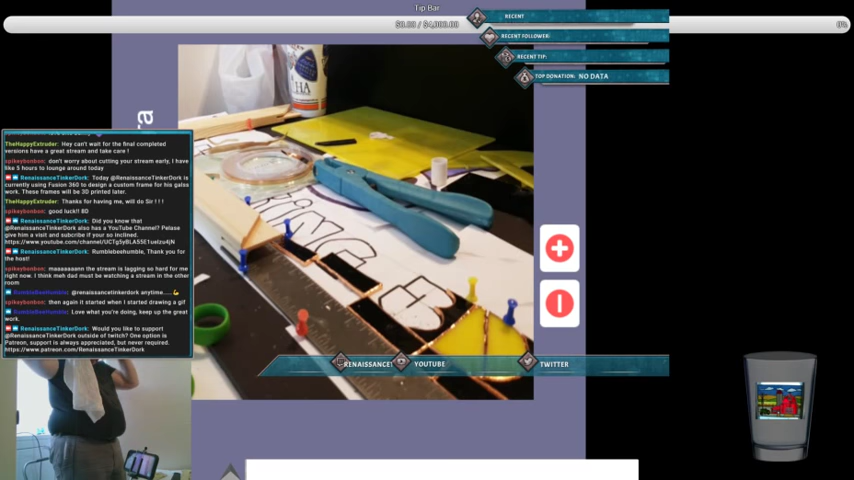 Tip Bar
$0.00 / $4,000.00
0%
RECENT
RECENT FOLLOWER:
RECENT TIP:
TOP DONATION: NO DATA
ra
HA
TheHappyExtruder: Hey can't wait for the final completed
versions have a great stream and take care !
spikeybonbon: don't worry about cutting your stream early, I have
like 5 hours to lounge around today
RenaissanceTinkerDork: Today @RenaissanceTinkerDork is
currently using Fusion 360 to design a custom frame for his galss
work. These frames will be 3D printed later.
TheHappyExtruder: Thanks for having me, will do Sir ! ! !
spikeybonbon: good luck!! 8D
RenaissanceTinkerDork: Did you know that
@RenaissanceTinkerDork also has a YouTube Channel? Pelase
give him a visit and subcribe if your so inclined.
RenaissanceTinkerDork: Rumblebeehumble, Thank you for
the host!
spikeybonbon: maaaaaaann the stream is lagging so hard for me
right now. I think meh dad must be watching a stream in the other
room
@renaissancetinkerdork anytime.....
spikeybonbon: then again it started when I started drawing a gif
Love what you're doing, keep up the great
work.
RenaissanceTinkerDork: Would you like to support
@RenaissanceTinkerDork outside of twitch? One option is
Patreon, support is always appreciated, but never required.
https://www.patreon.com/RenaissanceTinkerDork
RENAISSANCET
YOUTUBE
TWITTER